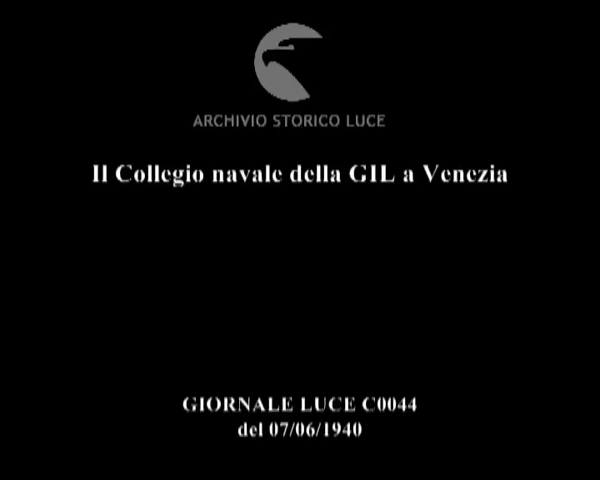 ARCHIVIO STORICO LUCE
Il Collegio navale della GIL a Venezia
GIORNALE LUCE C0044
del 07/06/1940